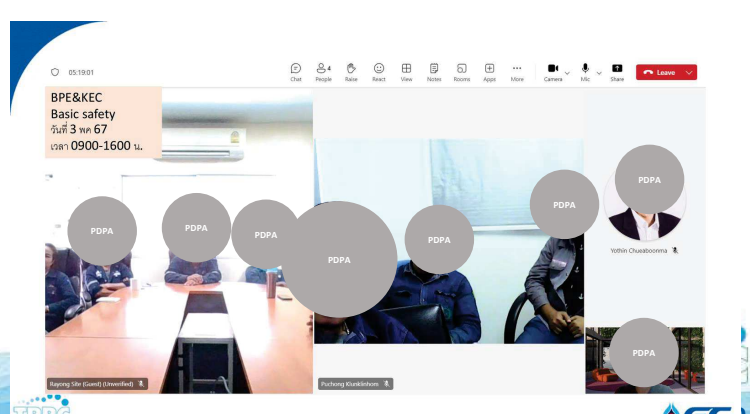 05:19:01
Chat
People 4
Raise
React
View
Notes
Rooms
Apps
More
Camera
Mic
Share
Leave
BPE&KEC
Basic safety
วันที่ 3 พค 67
เวลา 0900-1600 น.
PDPA
PDPA
PDPA
PDPA
PDPA
PDPA
PDPA
Yothin Chueaboonma
PDPA
Rayong Site (Guest) (Unverified)
Puchong Klunklinhom